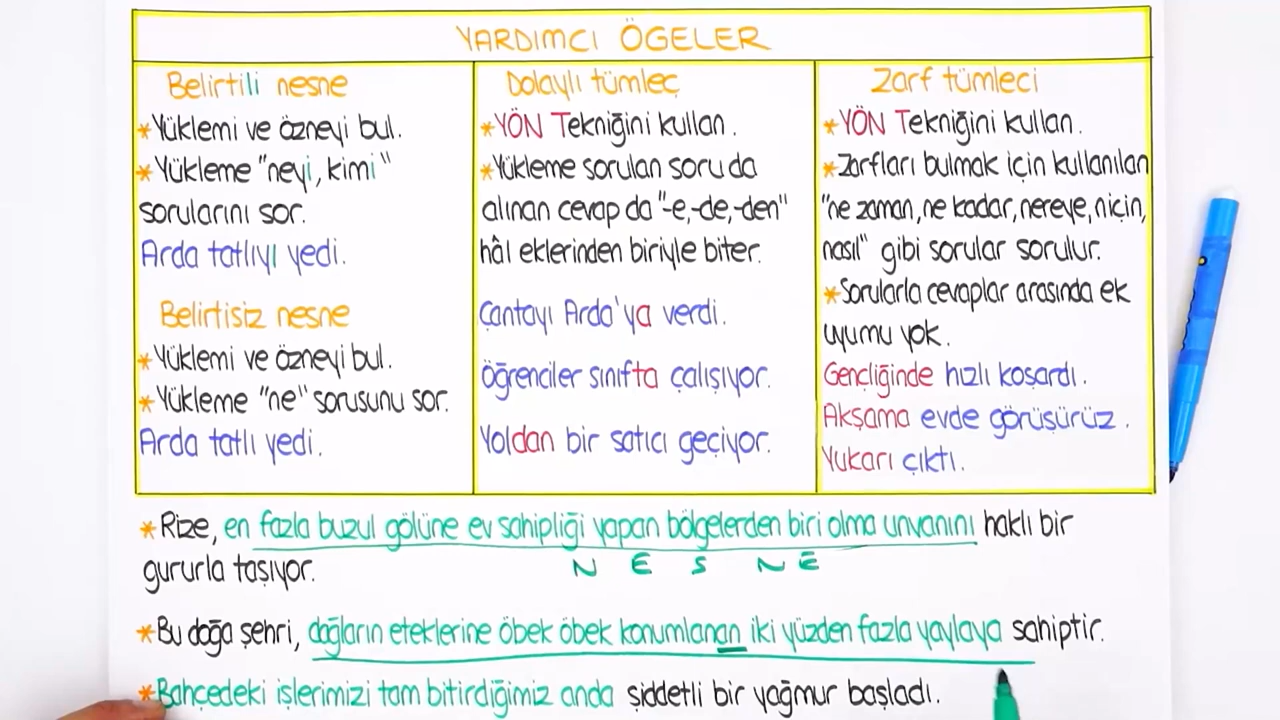 YARDIMCI ÖGELER
Belirtili nesne
*Yüklemi ve özneyi bul.
*Yükleme "neyi, kimi"
sorularını sor.
Arda tatlıyı yedi.
Belirtisiz nesne
*Yüklemi ve özneyi bul.
*Yükleme "ne" sorusunu sor.
Arda tatlı yedi.
Dolaylı tümleç
*YÖN Tekniğini kullan.
*Yükleme sorulan soru da
alınan cevap da "-e,-de,-den"
hâl eklerinden biriyle biter.
Çantayı Arda'ya verdi.
Öğrenciler sınıfta çalışıyor.
Yoldan bir satıcı geçiyor.
Zarf tümleci
*YÖN Tekniğini kullan.
*Zarfları bulmak için kullanılan
"ne zaman, ne kadar, nereye, niçin,
nasıl" gibi sorular sorulur.
*Sorularla cevaplar arasında ek
uyumu yok.
Gençliğinde hızlı koşardı.
Akşama evde görüşürüz.
Yukarı çıktı.
*Rize, en fazla buzul gölüne ev sahipliği yapan bölgelerden biri olma unvanını haklı bir
gururla taşıyor.
N E S N E
*Bu doğa şehri, dağların eteklerine öbek öbek konumlanan iki yüzden fazla yaylaya sahiptir.
*Bahçedeki işlerimizi tam bitirdiğimiz anda şiddetli bir yağmur başladı.